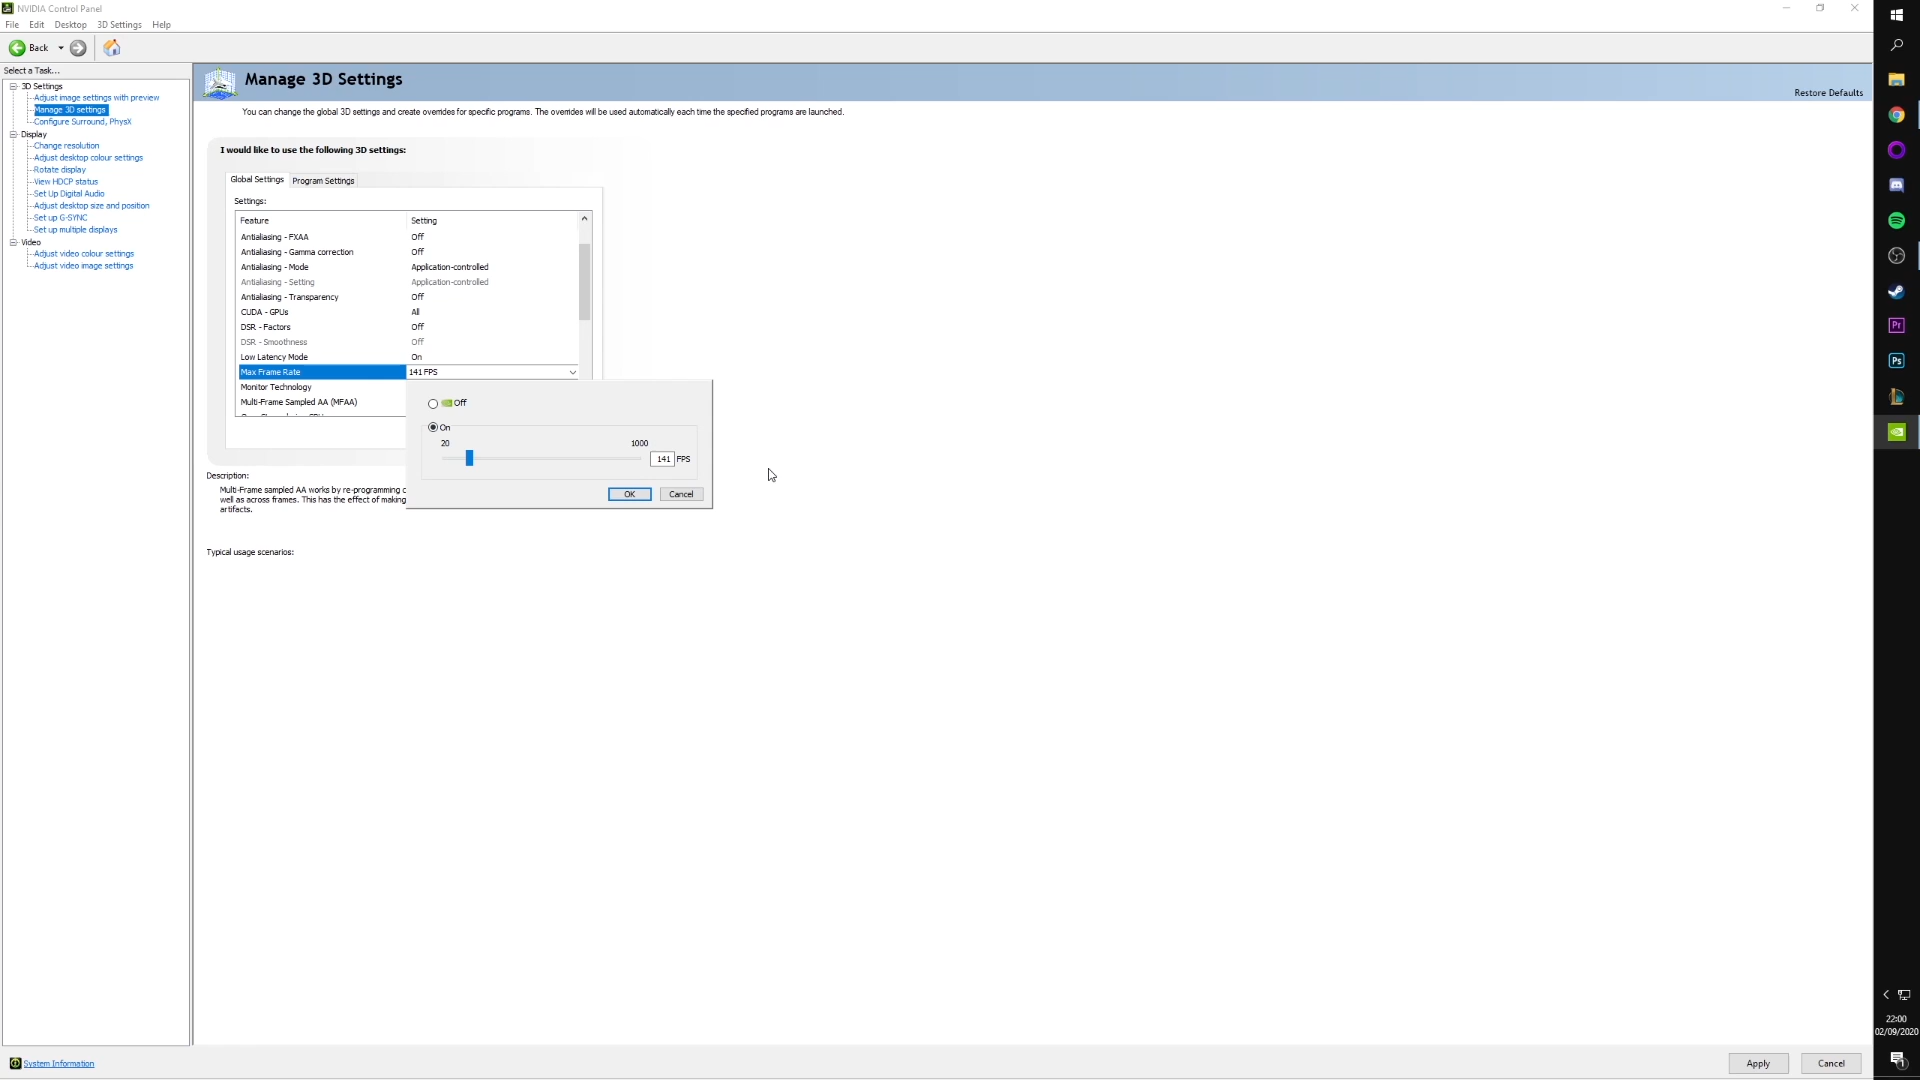 NVIDIA Control Panel
File Edit Desktop 3D Settings Help
Back
Select a Task...
3D Settings
Adjust image settings with preview
Manage 3D settings
Configure Surround, PhysX
Display
Change resolution
Adjust desktop colour settings
Rotate display
View HDCP status
Set Up Digital Audio
Adjust desktop size and position
Set up G-SYNC
Set up multiple displays
Video
Adjust video colour settings
Adjust video image settings
System Information
Manage 3D Settings
Restore Defaults
You can change the global 3D settings and create overrides for specific programs. The overrides will be used automatically each time the specified programs are launched.
I would like to use the following 3D settings:
Global Settings Program Settings
Settings:
Feature Setting
Antialiasing - FXAA Off
Antialiasing - Gamma correction Off
Antialiasing - Mode Application-controlled
Antialiasing - Setting Application-controlled
Antialiasing - Transparency Off
CUDA - GPUs All
DSR - Factors Off
DSR - Smoothness Off
Low Latency Mode On
Max Frame Rate 141 FPS
Monitor Technology
Multi-Frame Sampled AA (MFAA)
Off
On
20 1000
141 FPS
OK Cancel
Description:
Multi-Frame sampled AA works by re-programming
well as across frames. This has the effect of making
artifacts.
Typical usage scenarios:
Apply Cancel
Pr
Ps
22:00
02/09/2020